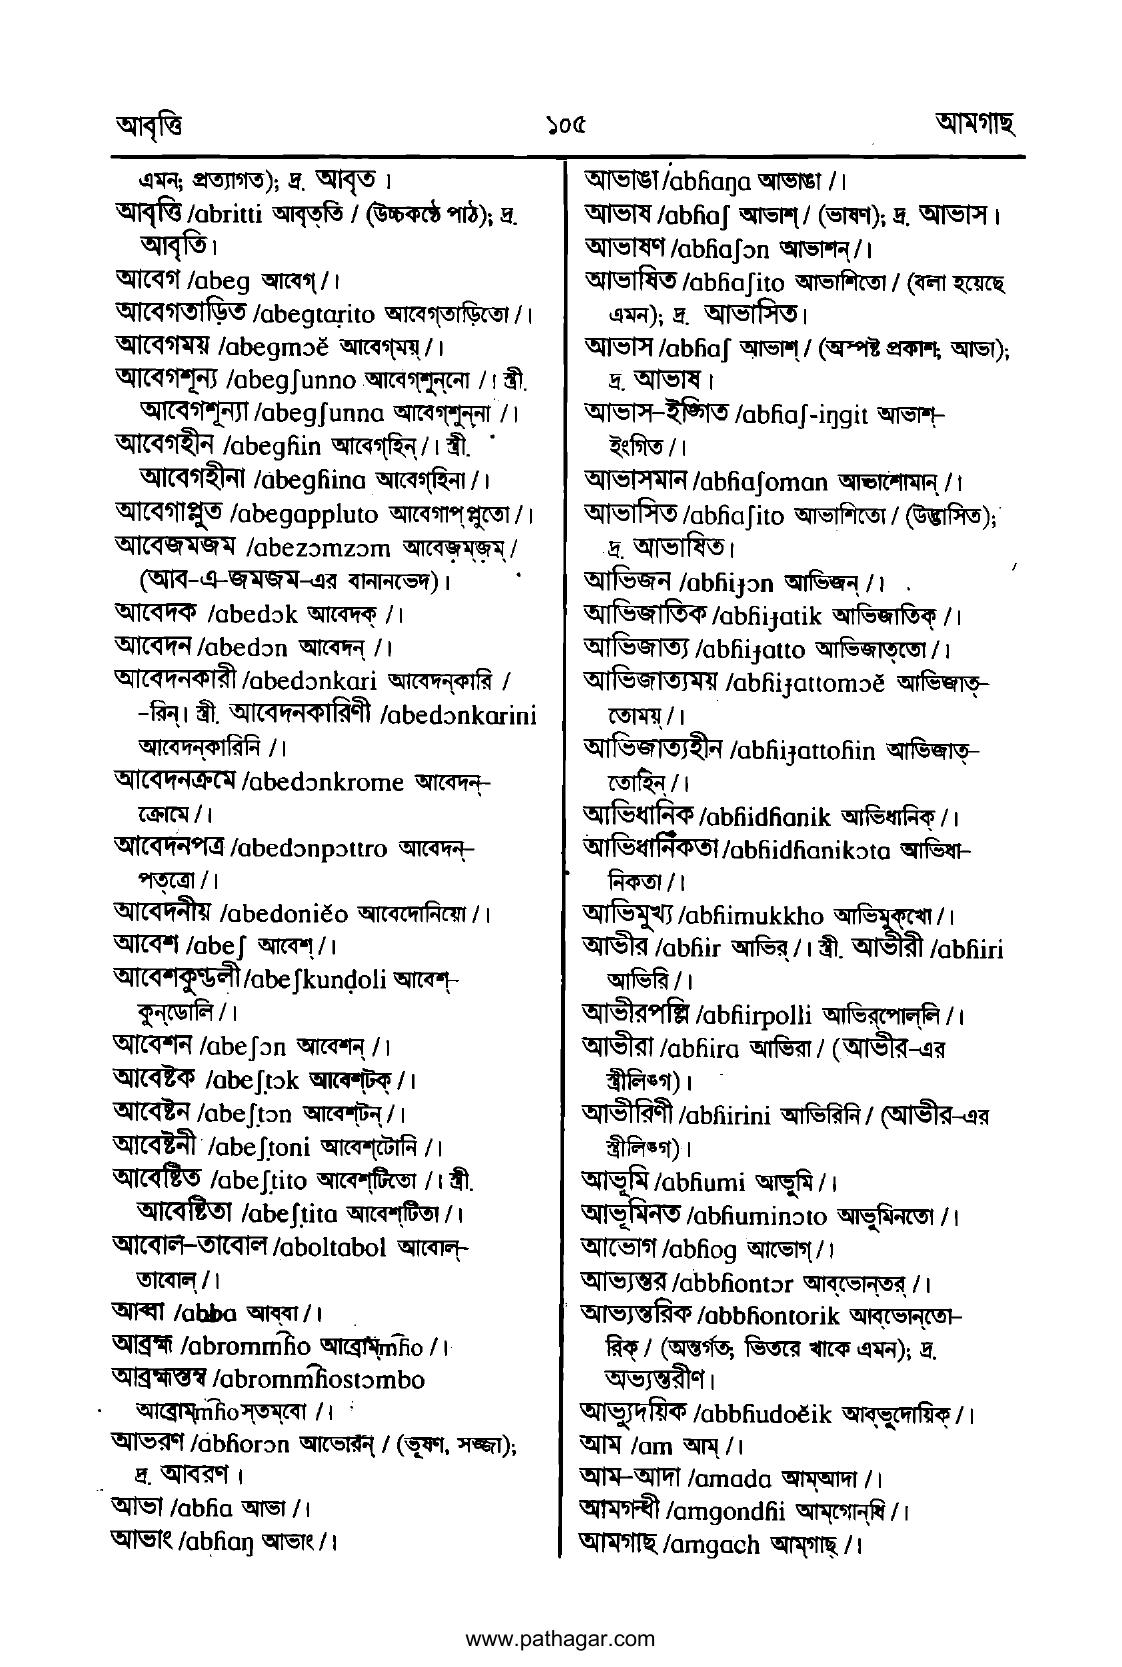 আবৃত্তি ১০৫ আমগাছ
এমন; প্রত্যাগত); দ্র. আবৃত ।
আবৃত্তি /abritti আবৃত্‌তি / (উচ্চকণ্ঠে পাঠ); দ্র.
আবৃতি।
আবেগ /abeg আবেগ্ /।
আবেগতাড়িত /abegtaṛito আবেগ্‌তাড়িতো /।
আবেগময় /abegmɔĕ আবেগ্‌ময়্ /।
আবেগশূন্য /abegʃunno আবেগ্‌শুন্‌নো /। স্ত্রী.
আবেগশূন্যা /abegʃunna আবেগ্‌শুন্‌না /।
আবেগহীন /abegɦin আবেগ্‌হিন্ /। স্ত্রী.
আবেগহীনা /abegɦina আবেগ্‌হিনা /।
আবেগাপ্লুত /abegappluto আবেগাপ্‌প্লুতো /।
আবেজমজম /abezɔmzɔm আবেজ়ম্‌জ়ম্ /
(আব-এ-জমজম-এর বানানভেদ) ।
আবেদক /abedɔk আবেদক্ /।
আবেদন /abedɔn আবেদন্ /।
আবেদনকারী /abedɔnkari আবেদন্‌কারি /
-রিন্। স্ত্রী. আবেদনকারিণী /abedɔnkarini
আবেদন্‌কারিনি /।
আবেদনক্রমে /abedɔnkrome আবেদন্-
ক্রোমে /।
আবেদনপত্র /abedɔnpɔttro আবেদন্-
পত্‌ত্রো /।
আবেদনীয় /abedoniĕo আবেদোনিয়ো /।
আবেশ /abeʃ আবেশ্ /।
আবেশকুণ্ডলী /abeʃkunḍoli আবেশ্-
কুন্‌ডোলি /।
আবেশন /abeʃɔn আবেশন্ /।
আবেষ্টক /abeʃṭɔk আবেশ্‌টক্ /।
আবেষ্টন /abeʃṭɔn আবেশ্‌টন্ /।
আবেষ্টনী /abeʃṭoni আবেশ্‌টোনি /।
আবেষ্টিত /abeʃṭito আবেশ্‌টিতো /। স্ত্রী.
আবেষ্টিতা /abeʃṭita আবেশ্‌টিতা /।
আবোল-তাবোল /aboltabol আবোল্-
তাবোল্ /।
আব্বা /abba আব্‌বা /।
আব্রহ্ম /abrommɦo আব্রোম্‌mɦo /।
আব্রহ্মস্তম্ব /abrommɦostɔmbo
আব্রোম্‌mɦoস্‌তম্‌বো /।
আভরণ /abɦorɔn আভোরন্ / (ভূষণ, সজ্জা);
দ্র. আবরণ ।
আভা /abɦa আভা /।
আভাং /abɦaŋ আভাং /।
আভাঙা /abɦaŋa আভাঙা /।
আভাষ /abɦaʃ আভাশ্ / (ভাষণ); দ্র. আভাস ।
আভাষণ /abɦaʃɔn আভাশন্ /।
আভাষিত /abɦaʃito আভাশিতো / (বলা হয়েছে
এমন); দ্র. আভাসিত।
আভাস /abɦaʃ আভাশ্ / (অস্পষ্ট প্রকাশ; আভা);
দ্র. আভাষ ।
আভাস-ইঙ্গিত /abɦaʃ-iŋgit আভাশ্-
ইংগিত /।
আভাসমান /abɦaʃoman আভাশোমান্ /।
আভাসিত /abɦaʃito আভাশিতো / (উদ্ভাসিত);
দ্র. আভাষিত।
আভিজন /abɦiɟɔn আভিজন্ /।
আভিজাতিক /abɦiɟatik আভিজাতিক্ /।
আভিজাত্য /abɦiɟatto আভিজাত্‌তো /।
আভিজাত্যময় /abɦiɟattomɔĕ আভিজাত্-
তোময়্ /।
আভিজাত্যহীন /abɦiɟattoɦin আভিজাত্-
তোহিন্ /।
আভিধানিক /abɦidɦanik আভিধানিক্ /।
আভিধানিকতা /abɦidɦanikɔta আভিধা-
নিকতা /।
আভিমুখ্য /abɦimukkho আভিমুক্‌খো /।
আভীর /abɦir আভির্ /। স্ত্রী. আভীরী /abɦiri
আভিরি /।
আভীরপল্লি /abɦirpolli আভির্‌পোল্‌লি /।
আভীরা /abɦira আভিরা / (আভীর-এর
স্ত্রীলিঙ্গ) ।
আভীরিণী /abɦirini আভিরিনি / (আভীর-এর
স্ত্রীলিঙ্গ) ।
আভূমি /abɦumi আভুমি /।
আভূমিনত /abɦuminɔto আভুমিনতো /।
আভোগ /abɦog আভোগ্ /।
আভ্যন্তর /abbɦontɔr আব্‌ভোন্‌তর্ /।
আভ্যন্তরিক /abbɦontorik আব্‌ভোন্‌তো-
রিক্ / (অন্তর্গত; ভিতরে থাকে এমন); দ্র.
অভ্যন্তরীণ।
আভ্যুদয়িক /abbɦudoĕik আব্‌ভুদোয়িক্ /।
আম /am আম্ /।
আম-আদা /amada আম্‌আদা /।
আমগন্ধী /amgondɦi আম্‌গোন্‌ধি /।
আমগাছ /amgach আম্‌গাছ্ /।
www.pathagar.com